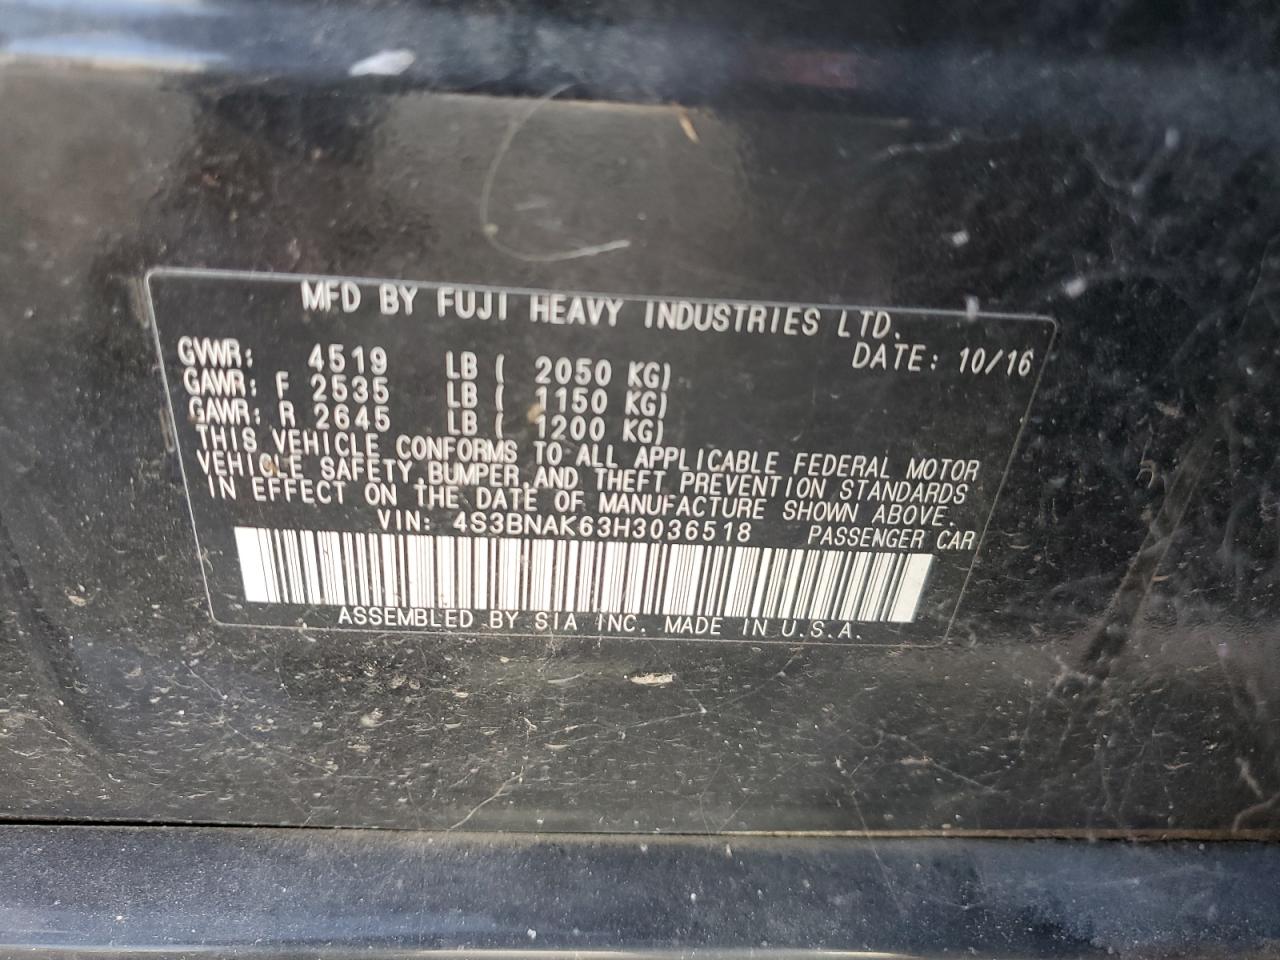 MFD BY FUJI HEAVY INDUSTRIES LTD.
DATE: 10/16
GVWR: 4519 LB ( 2050 KG)
GAWR: F 2535 LB ( 1150 KG)
GAWR: R 2645 LB ( 1200 KG)
THIS VEHICLE CONFORMS TO ALL APPLICABLE FEDERAL MOTOR
VEHICLE SAFETY,BUMPER,AND THEFT PREVENTION STANDARDS
IN EFFECT ON THE DATE OF MANUFACTURE SHOWN ABOVE.
VIN: 4S3BNAK63H3036518 PASSENGER CAR
ASSEMBLED BY SIA INC. MADE IN U.S.A.